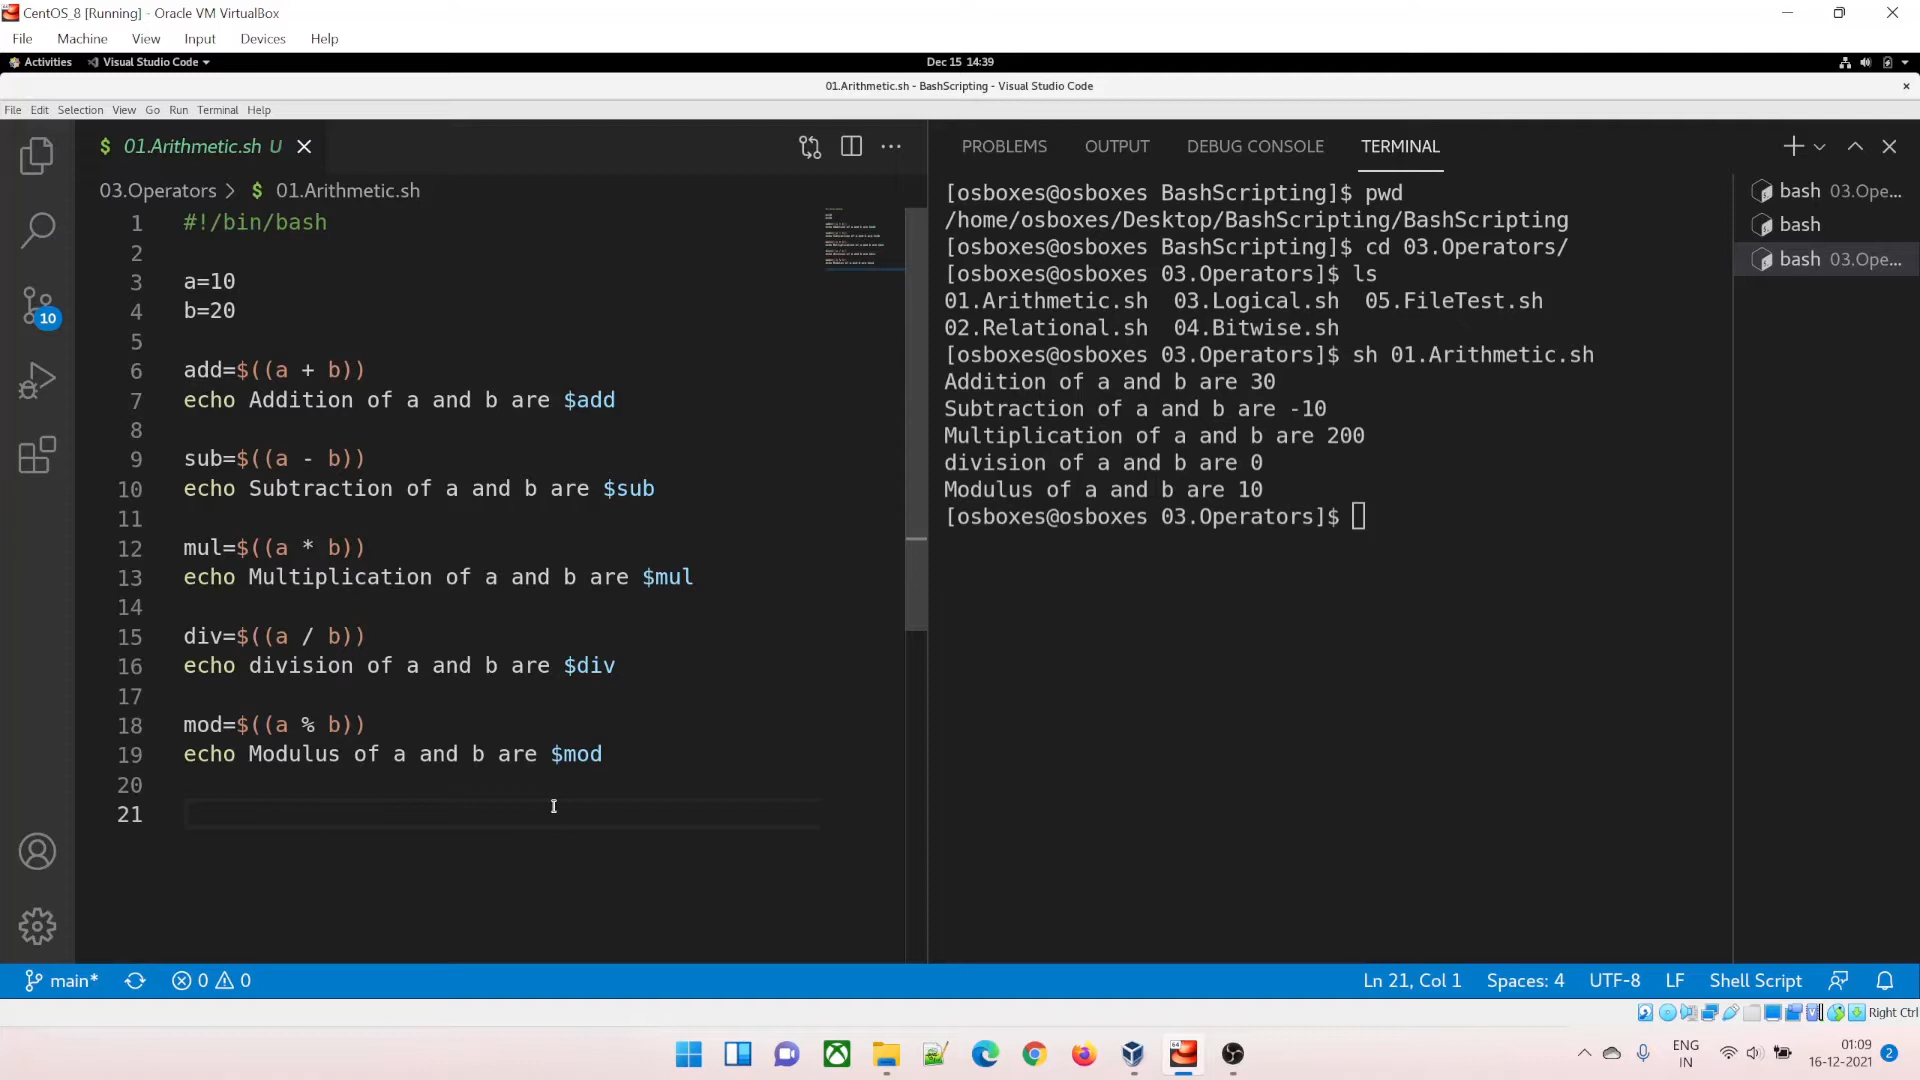 CentOS_8 [Running] - Oracle VM VirtualBox
File Machine View Input Devices Help
Activities Visual Studio Code Dec 15 14:39
01.Arithmetic.sh - BashScripting - Visual Studio Code
File Edit Selection View Go Run Terminal Help
$ 01.Arithmetic.sh U
03.Operators > $ 01.Arithmetic.sh
1 #!/bin/bash
2
3 a=10
4 b=20
5
6 add=$((a + b))
7 echo Addition of a and b are $add
8
9 sub=$((a - b))
10 echo Subtraction of a and b are $sub
11
12 mul=$((a * b))
13 echo Multiplication of a and b are $mul
14
15 div=$((a / b))
16 echo division of a and b are $div
17
18 mod=$((a % b))
19 echo Modulus of a and b are $mod
20
21
10
PROBLEMS OUTPUT DEBUG CONSOLE TERMINAL
[osboxes@osboxes BashScripting]$ pwd
/home/osboxes/Desktop/BashScripting/BashScripting
[osboxes@osboxes BashScripting]$ cd 03.Operators/
[osboxes@osboxes 03.Operators]$ ls
01.Arithmetic.sh 03.Logical.sh 05.FileTest.sh
02.Relational.sh 04.Bitwise.sh
[osboxes@osboxes 03.Operators]$ sh 01.Arithmetic.sh
Addition of a and b are 30
Subtraction of a and b are -10
Multiplication of a and b are 200
division of a and b are 0
Modulus of a and b are 10
[osboxes@osboxes 03.Operators]$
bash 03.Ope...
bash
bash 03.Ope...
main* 0 0 Ln 21, Col 1 Spaces: 4 UTF-8 LF Shell Script
Right Ctrl
ENG
IN
01:09
16-12-2021
2